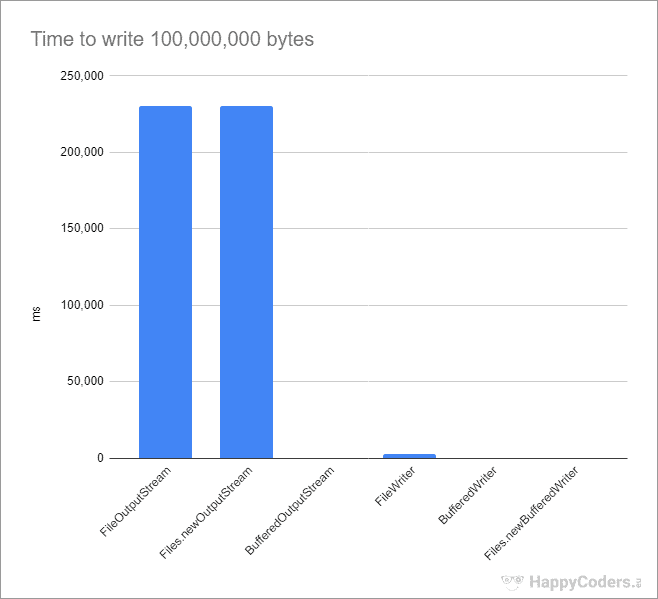 Time to write 100,000,000 bytes
250,000
200,000
150,000
100,000
50,000
0
ms
FileOutputStream
Files.newOutputStream
BufferedOutputStream
FileWriter
BufferedWriter
Files.newBufferedWriter
HappyCoders.eu